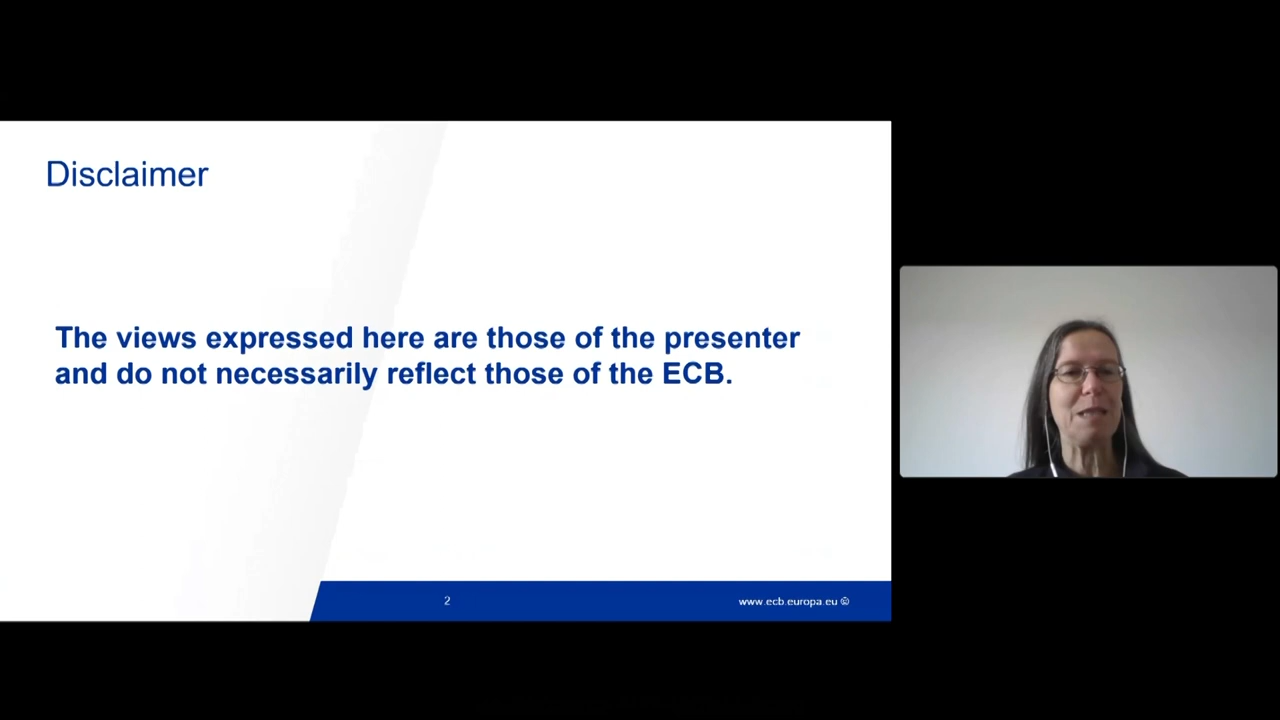 Disclaimer
The views expressed here are those of the presenter
and do not necessarily reflect those of the ECB.
2
www.ecb.europa.eu ©